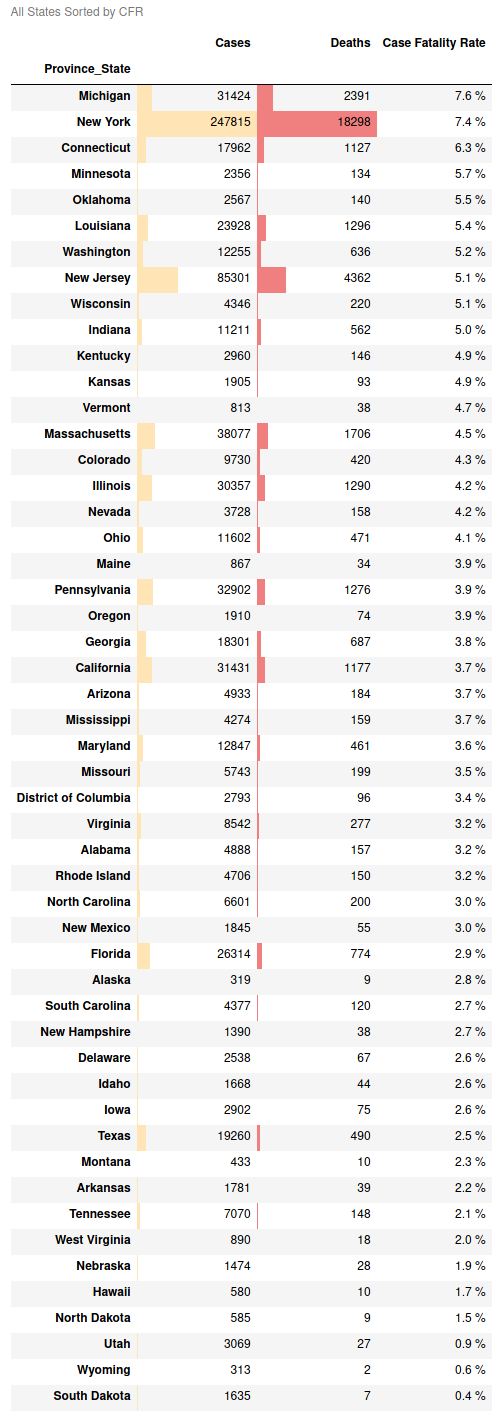 All States Sorted by CFR
Cases Deaths Case Fatality Rate
Province_State
Michigan 31424 2391 7.6 %
New York 247815 18298 7.4 %
Connecticut 17962 1127 6.3 %
Minnesota 2356 134 5.7 %
Oklahoma 2567 140 5.5 %
Louisiana 23928 1296 5.4 %
Washington 12255 636 5.2 %
New Jersey 85301 4362 5.1 %
Wisconsin 4346 220 5.1 %
Indiana 11211 562 5.0 %
Kentucky 2960 146 4.9 %
Kansas 1905 93 4.9 %
Vermont 813 38 4.7 %
Massachusetts 38077 1706 4.5 %
Colorado 9730 420 4.3 %
Illinois 30357 1290 4.2 %
Nevada 3728 158 4.2 %
Ohio 11602 471 4.1 %
Maine 867 34 3.9 %
Pennsylvania 32902 1276 3.9 %
Oregon 1910 74 3.9 %
Georgia 18301 687 3.8 %
California 31431 1177 3.7 %
Arizona 4933 184 3.7 %
Mississippi 4274 159 3.7 %
Maryland 12847 461 3.6 %
Missouri 5743 199 3.5 %
District of Columbia 2793 96 3.4 %
Virginia 8542 277 3.2 %
Alabama 4888 157 3.2 %
Rhode Island 4706 150 3.2 %
North Carolina 6601 200 3.0 %
New Mexico 1845 55 3.0 %
Florida 26314 774 2.9 %
Alaska 319 9 2.8 %
South Carolina 4377 120 2.7 %
New Hampshire 1390 38 2.7 %
Delaware 2538 67 2.6 %
Idaho 1668 44 2.6 %
Iowa 2902 75 2.6 %
Texas 19260 490 2.5 %
Montana 433 10 2.3 %
Arkansas 1781 39 2.2 %
Tennessee 7070 148 2.1 %
West Virginia 890 18 2.0 %
Nebraska 1474 28 1.9 %
Hawaii 580 10 1.7 %
North Dakota 585 9 1.5 %
Utah 3069 27 0.9 %
Wyoming 313 2 0.6 %
South Dakota 1635 7 0.4 %